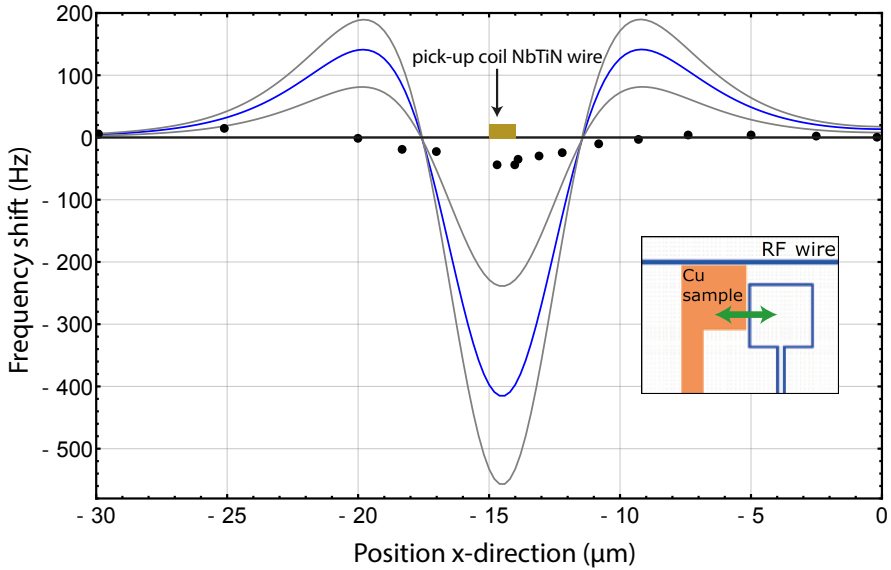 200
100
0
- 100
- 200
- 300
- 400
- 500
Frequency shift (Hz)
pick-up coil NbTiN wire
RF wire
Cu
sample
- 30
- 25
- 20
- 15
- 10
- 5
0
Position x-direction (μm)